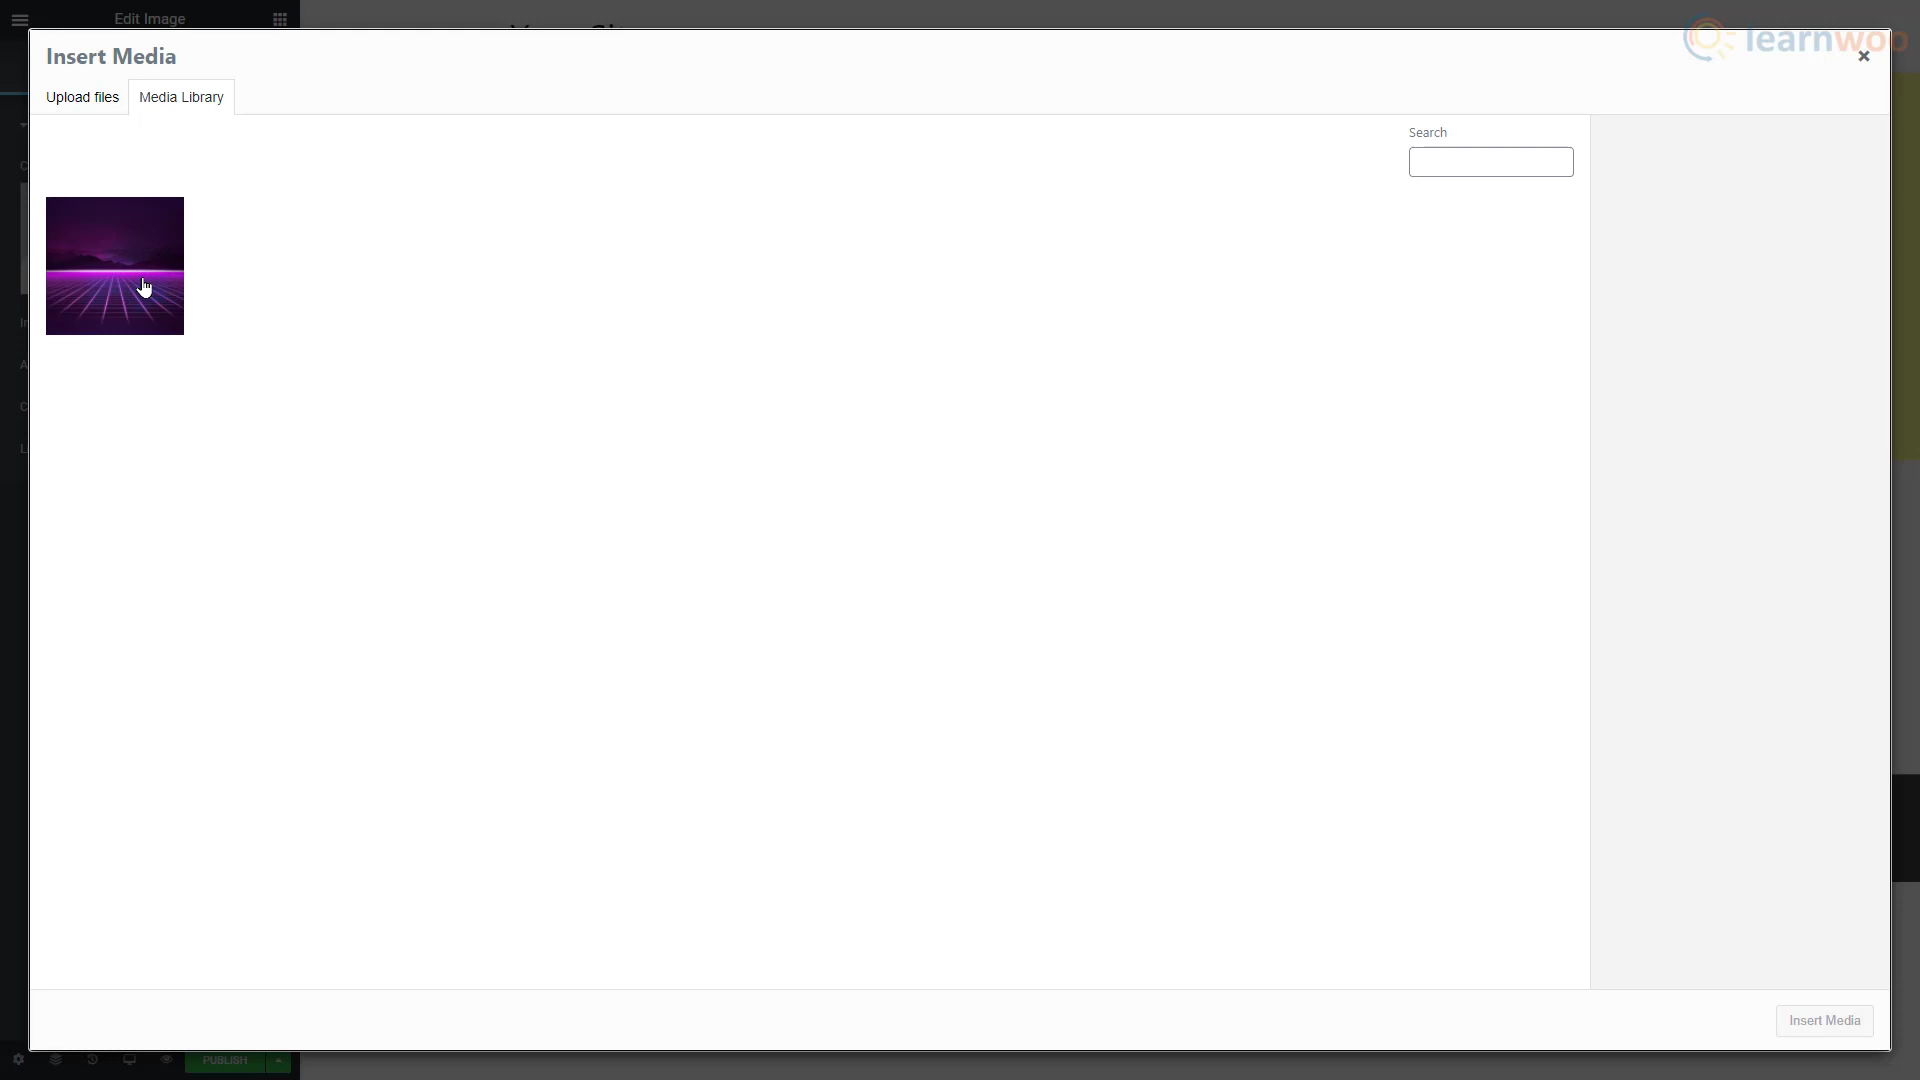 Edit Image
learnwoo
Insert Media
Upload files
Media Library
Search
Insert Media
PUBLISH